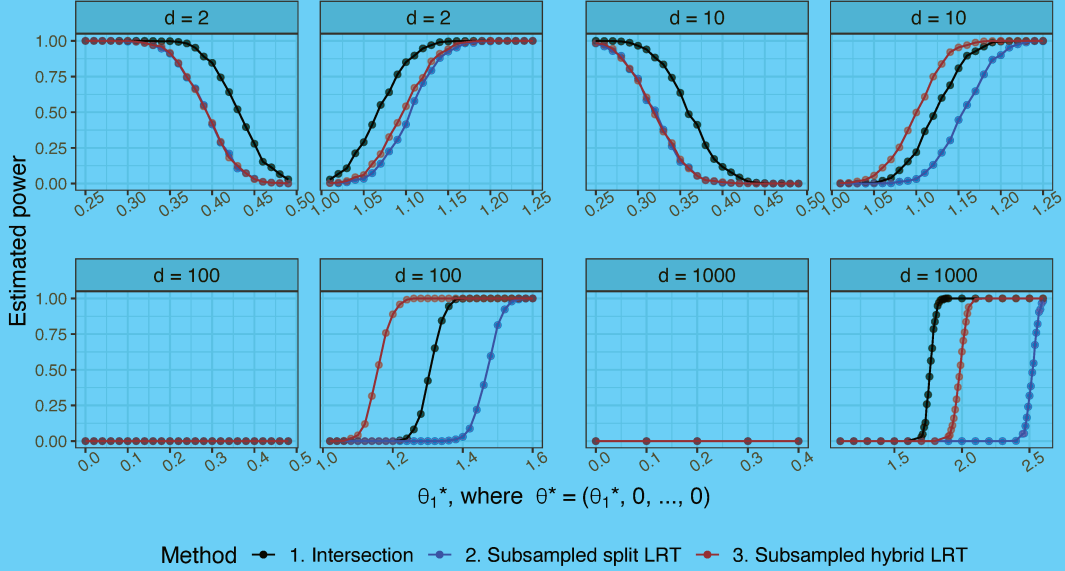 d = 2
d = 2
d = 10
d = 10
1.00
0.75
0.50
0.25
0.00
0.25 0.30 0.35 0.40 0.45 0.50
1.00 1.05 1.10 1.15 1.20 1.25
0.25 0.30 0.35 0.40 0.45 0.50
1.00 1.05 1.10 1.15 1.20 1.25
Estimated power
d = 100
d = 100
d = 1000
d = 1000
1.00
0.75
0.50
0.25
0.00
0.0 0.1 0.2 0.3 0.4 0.5
1.0 1.2 1.4 1.6
0.0 0.1 0.2 0.3 0.4
1.5 2.0 2.5
θ₁*, where θ* = (θ₁*, 0, ..., 0)
Method 1. Intersection 2. Subsampled split LRT 3. Subsampled hybrid LRT